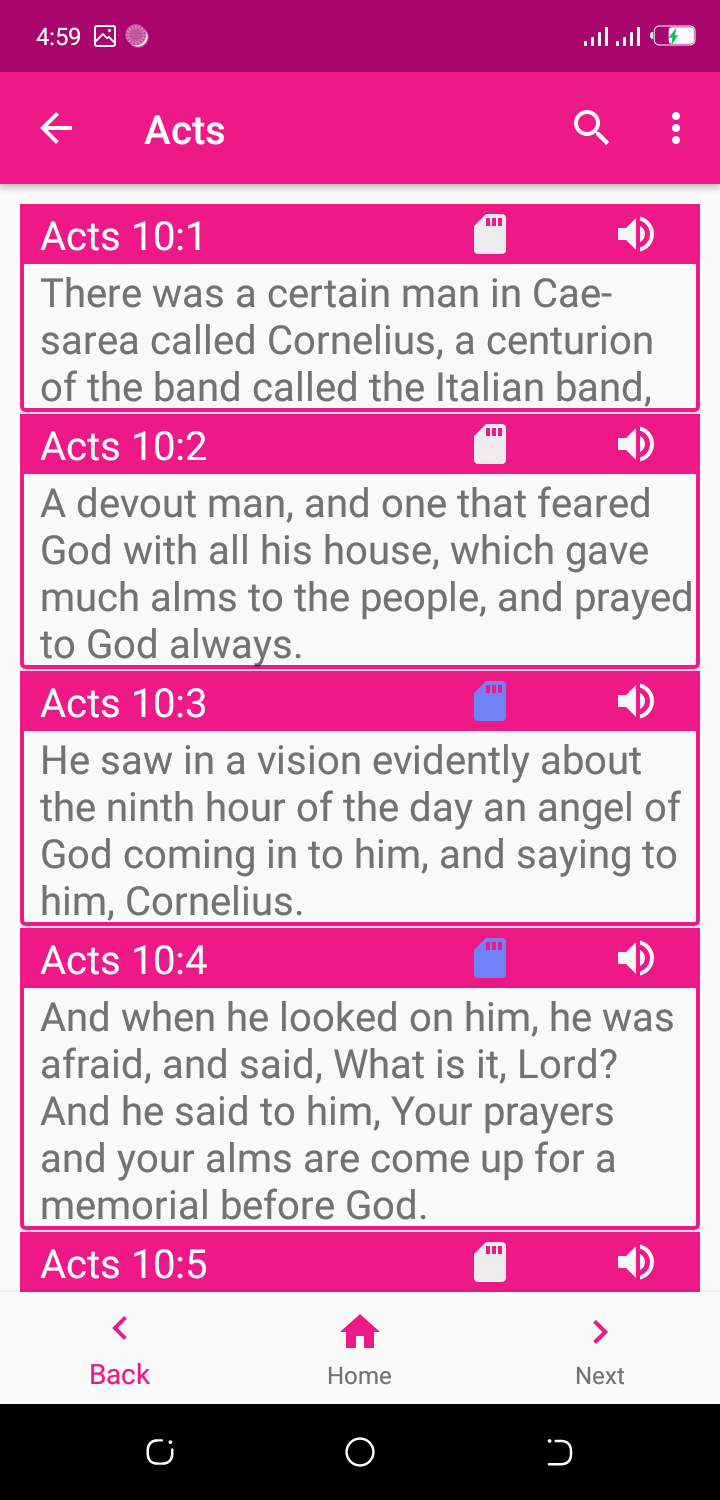 4:59
Acts
Acts 10:1
There was a certain man in Cae-
sarea called Cornelius, a centurion
of the band called the Italian band,
Acts 10:2
A devout man, and one that feared
God with all his house, which gave
much alms to the people, and prayed
to God always.
Acts 10:3
He saw in a vision evidently about
the ninth hour of the day an angel of
God coming in to him, and saying to
him, Cornelius.
Acts 10:4
And when he looked on him, he was
afraid, and said, What is it, Lord?
And he said to him, Your prayers
and your alms are come up for a
memorial before God.
Acts 10:5
Back
Home
Next